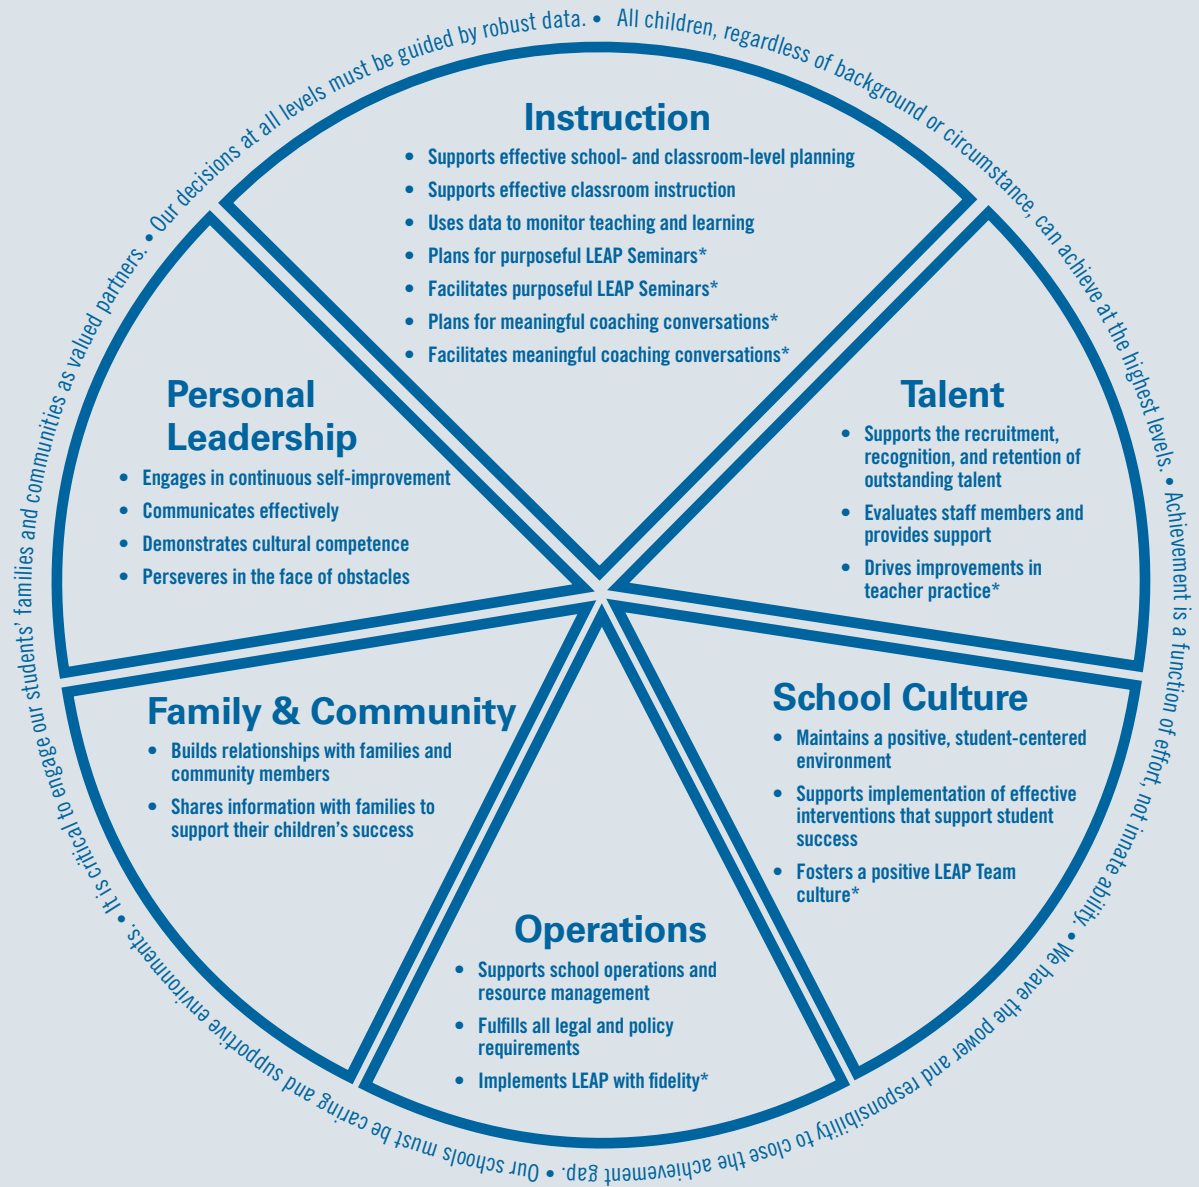 All children, regardless of background or circumstance, can achieve at the highest levels. • Achievement is a function of effort, not innate ability. • We have the power and responsibility to close the achievement gap. • Our schools must be caring and supportive environments. • It is critical to engage our students' families and communities as valued partners. • Our decisions at all levels must be guided by robust data. •
Instruction
• Supports effective school- and classroom-level planning
• Supports effective classroom instruction
• Uses data to monitor teaching and learning
• Plans for purposeful LEAP Seminars*
• Facilitates purposeful LEAP Seminars*
• Plans for meaningful coaching conversations*
• Facilitates meaningful coaching conversations*
Talent
• Supports the recruitment,
recognition, and retention of
outstanding talent
• Evaluates staff members and
provides support
• Drives improvements in
teacher practice*
School Culture
• Maintains a positive, student-centered
environment
• Supports implementation of effective
interventions that support student
success
• Fosters a positive LEAP Team
culture*
Operations
• Supports school operations and
resource management
• Fulfills all legal and policy
requirements
• Implements LEAP with fidelity*
Family & Community
• Builds relationships with families and
community members
• Shares information with families to
support their children's success
Personal
Leadership
• Engages in continuous self-improvement
• Communicates effectively
• Demonstrates cultural competence
• Perseveres in the face of obstacles